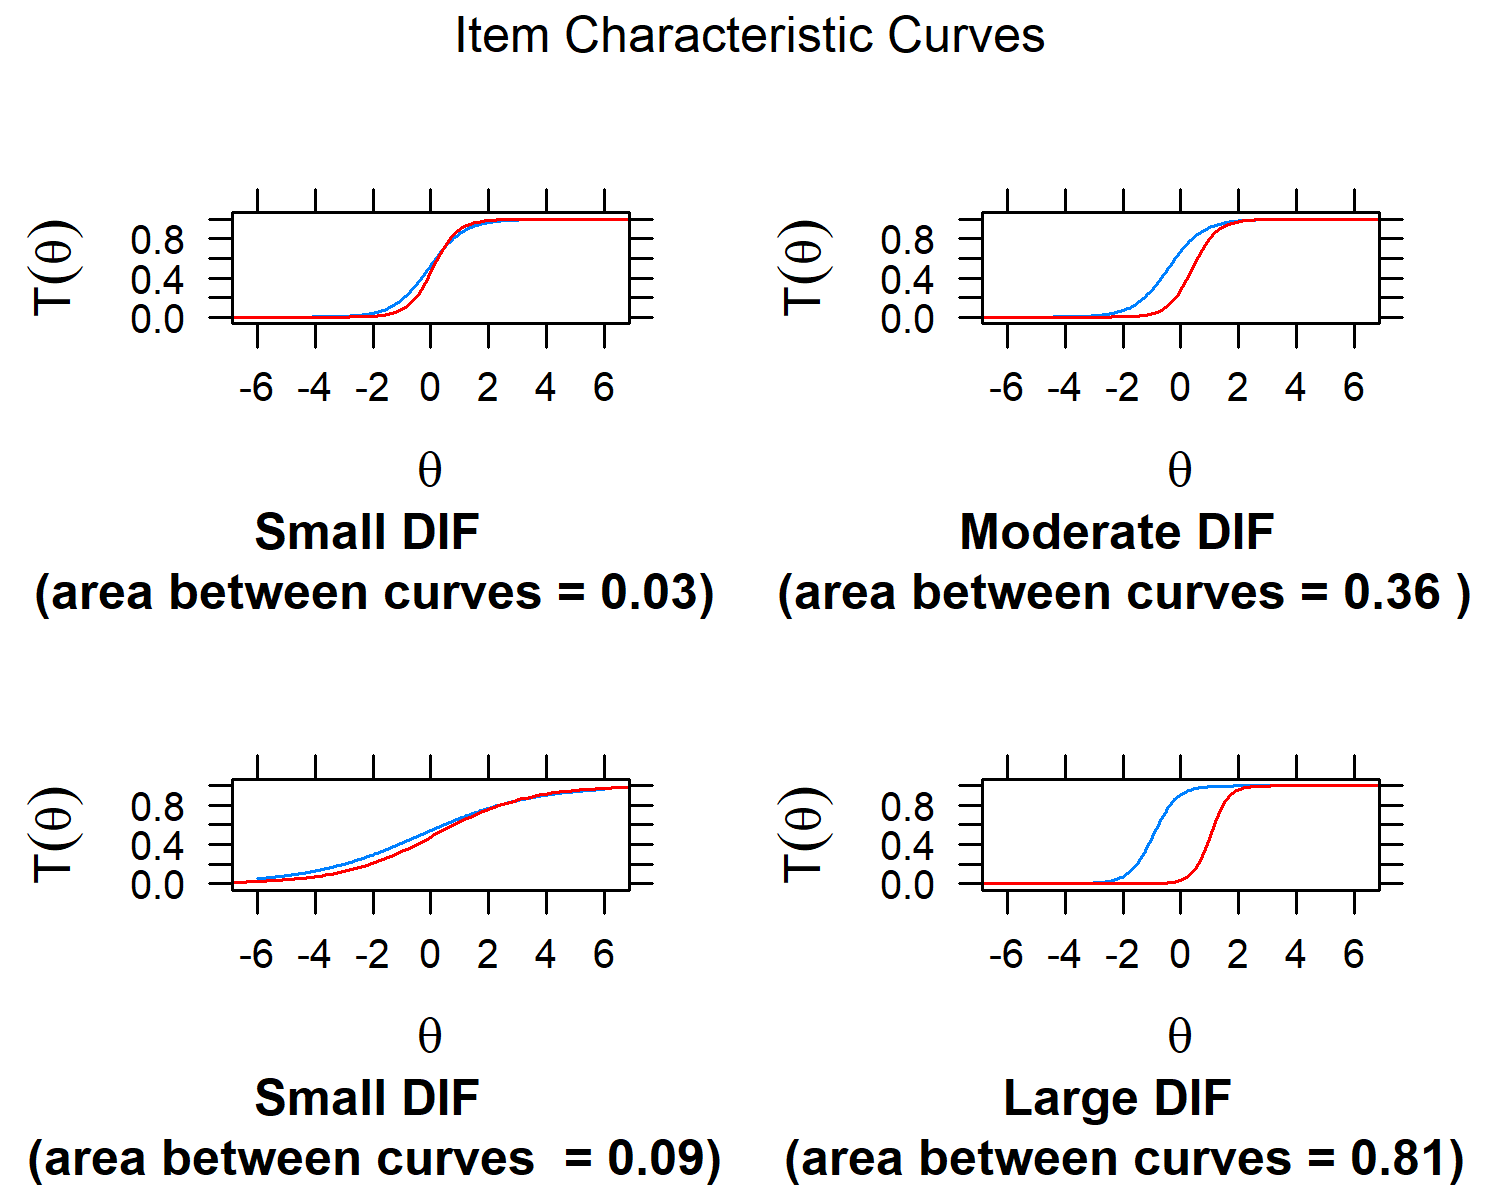 Item Characteristic Curves
T(θ)
0.8
0.4
0.0
-6 -4 -2 0 2 4 6
θ
Small DIF
(area between curves = 0.03)
T(θ)
0.8
0.4
0.0
-6 -4 -2 0 2 4 6
θ
Moderate DIF
(area between curves = 0.36 )
T(θ)
0.8
0.4
0.0
-6 -4 -2 0 2 4 6
θ
Small DIF
(area between curves  = 0.09)
T(θ)
0.8
0.4
0.0
-6 -4 -2 0 2 4 6
θ
Large DIF
(area between curves = 0.81)